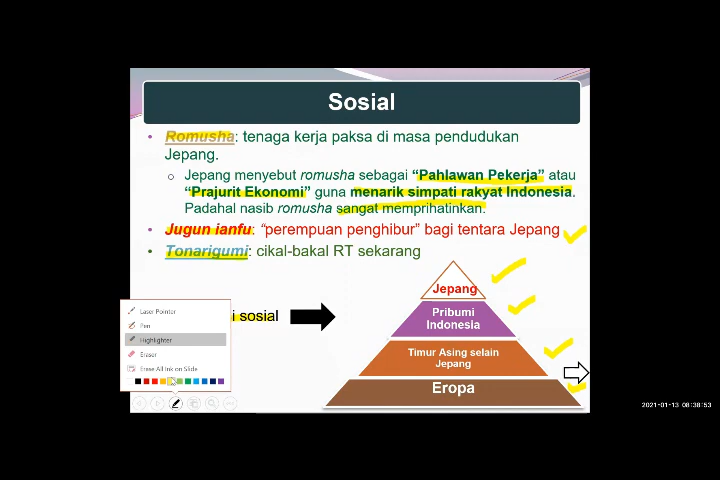 Sosial
• Romusha: tenaga kerja paksa di masa pendudukan
Jepang.
o Jepang menyebut romusha sebagai “Pahlawan Pekerja” atau
“Prajurit Ekonomi” guna menarik simpati rakyat Indonesia.
Padahal nasib romusha sangat memprihatinkan.
• Jugun ianfu: “perempuan penghibur” bagi tentara Jepang
• Tonarigumi: cikal-bakal RT sekarang
Jepang
Pribumi
Indonesia
Timur Asing selain
Jepang
Eropa
i sosial
Laser Pointer
Pen
Highlighter
Eraser
Erase All Ink on Slide
2021-01-13 08:38:53